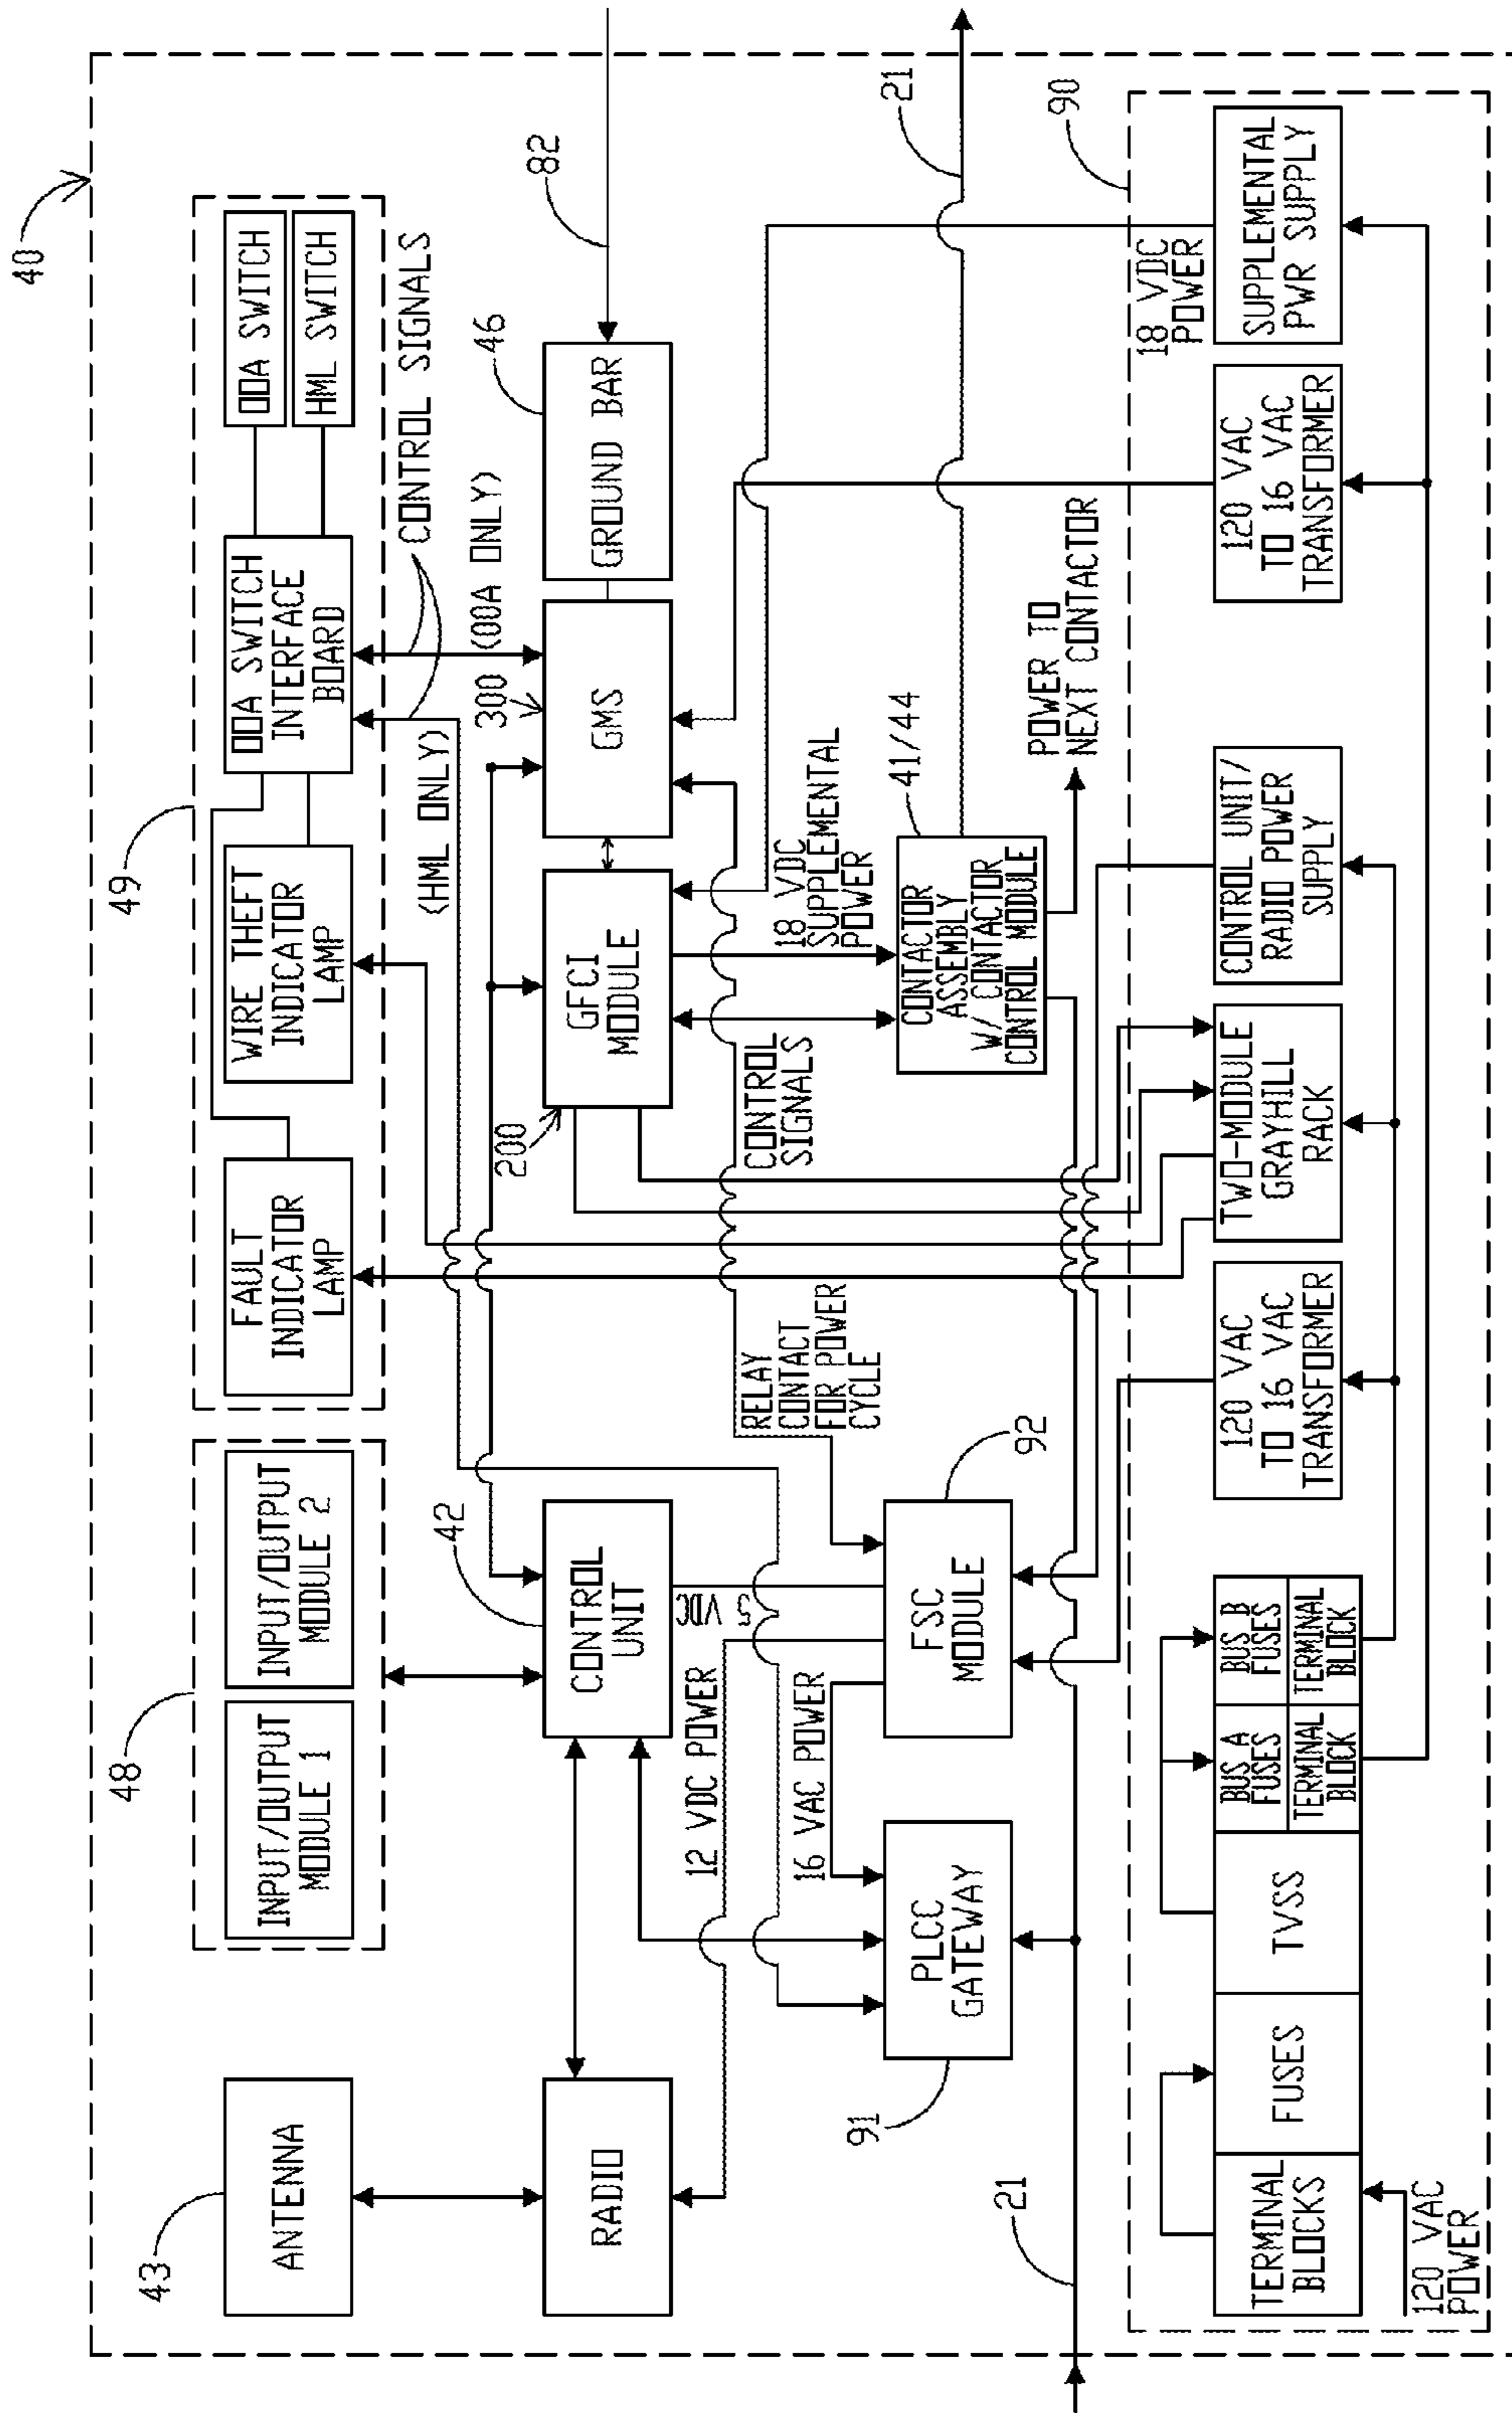 40
43
ANTENNA
48
INPUT/OUTPUT
MODULE 1
INPUT/OUTPUT
MODULE 2
49
FAULT
INDICATOR
LAMP
WIRE THEFT
INDICATOR
LAMP
OOA SWITCH
INTERFACE
BOARD
OOA SWITCH
HML SWITCH
CONTROL SIGNALS
(HML ONLY)
(OOA ONLY)
RADIO
42
CONTROL
UNIT
200
GFCI
MODULE
300
GMS
46
GROUND BAR
82
12 VDC POWER
5 VDC
16 VAC POWER
RELAY
CONTACT
FOR POWER
CYCLE
CONTROL
SIGNALS
18 VDC
SUPPLEMENTAL
POWER
91
PLCC
GATEWAY
92
FSC
MODULE
41/44
CONTACTOR
ASSEMBLY
W/CONTACTOR
CONTROL MODULE
POWER TO
NEXT CONTACTOR
21
21
90
18 VDC
POWER
TERMINAL
BLOCKS
FUSES
TVSS
BUS A
FUSES
TERMINAL
BLOCK
BUS B
FUSES
TERMINAL
BLOCK
120 VAC
TO 16 VAC
TRANSFORMER
TWO-MODULE
GRAYHILL
RACK
CONTROL UNIT/
RADIO POWER
SUPPLY
120 VAC
TO 16 VAC
TRANSFORMER
SUPPLEMENTAL
PWR SUPPLY
120 VAC
POWER